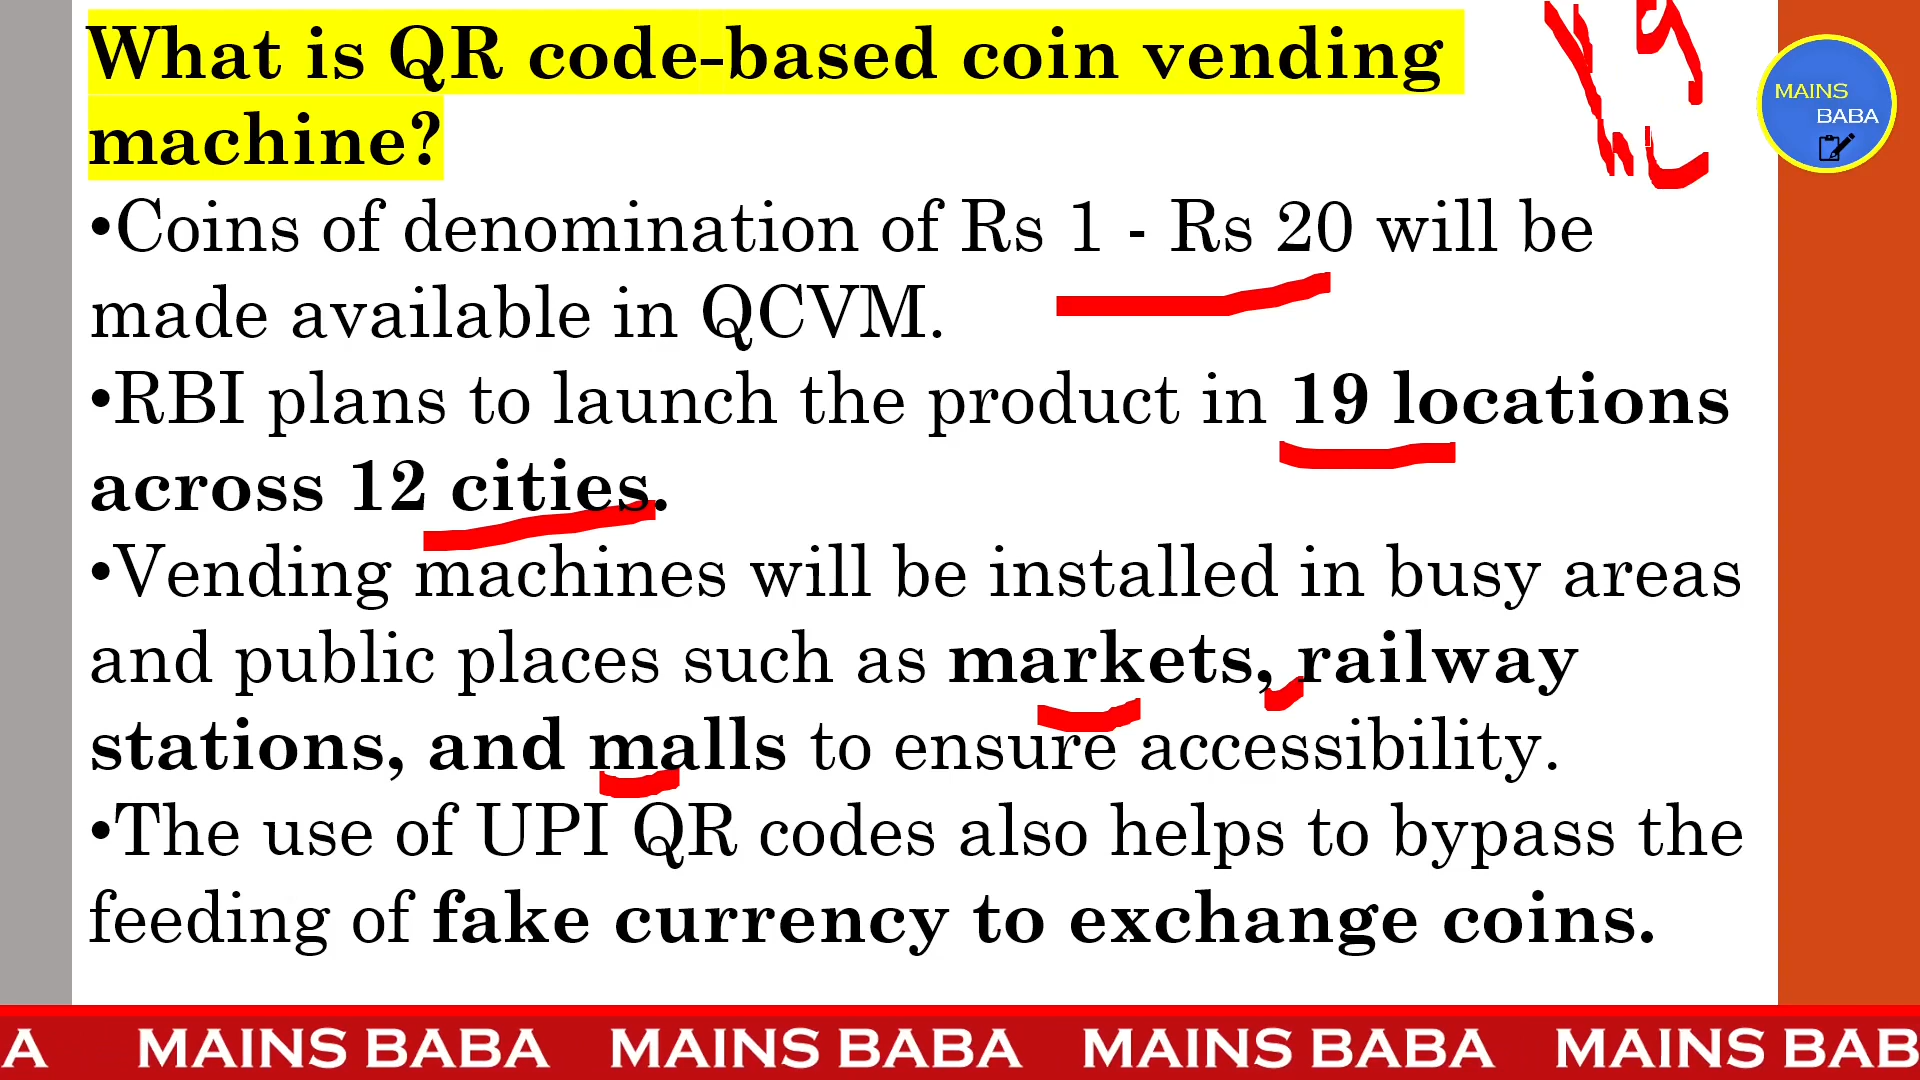 What is QR code-based coin vending
machine?
MAINS
BABA
•Coins of denomination of Rs 1 - Rs 20 will be
made available in QCVM.
•RBI plans to launch the product in 19 locations
across 12 cities.
•Vending machines will be installed in busy areas
and public places such as markets, railway
stations, and malls to ensure accessibility.
•The use of UPI QR codes also helps to bypass the
feeding of fake currency to exchange coins.
A MAINS BABA MAINS BABA MAINS BABA MAINS BAB